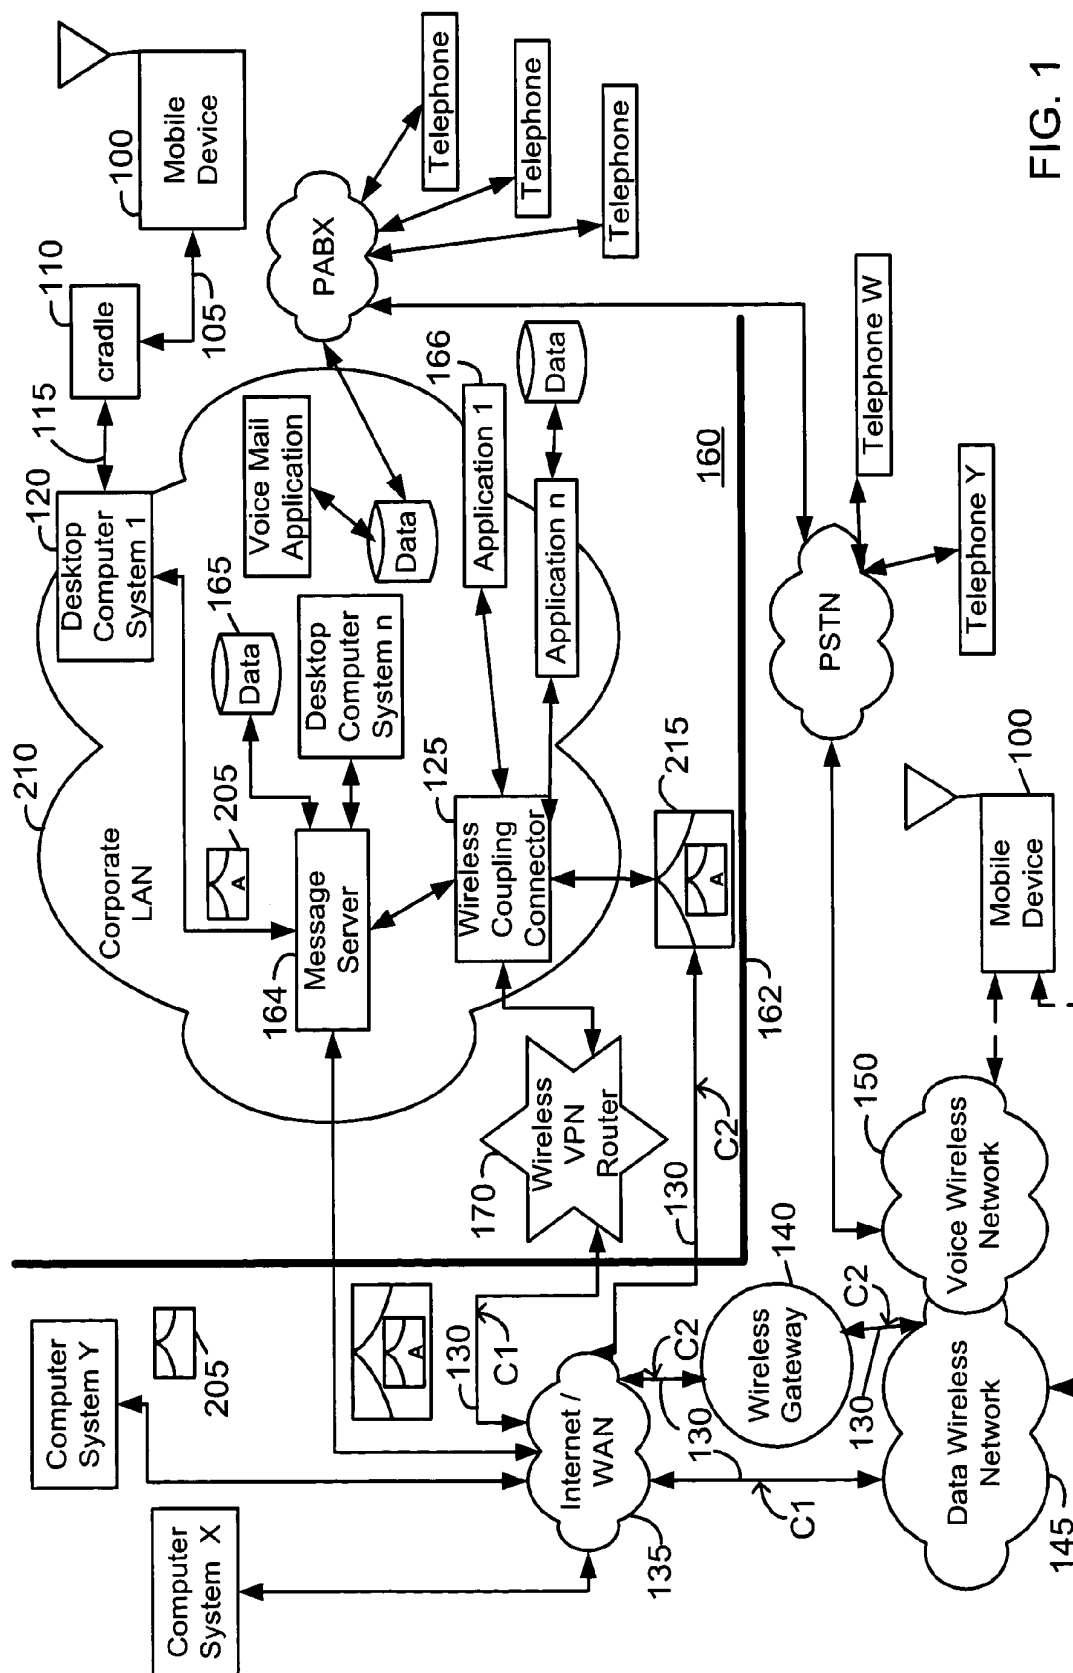 210
Corporate
LAN
120
Desktop
Computer
System 1
115
110
cradle
105
100
Mobile
Device
205
A
165
Data
Voice Mail
Application
Data
PABX
Telephone
Telephone
Telephone
164
Message
Server
Desktop
Computer
System n
125
Wireless
Coupling
Connector
166
Application 1
Application n
Data
160
215
A
162
170
Wireless
VPN
Router
C2
130
Computer
System Y
205
Computer
System X
A
130
C1
Internet /
WAN
135
C2
130
140
Wireless
Gateway
C1
C2
130
150
Voice Wireless
Network
Data Wireless
Network
145
100
Mobile
Device
PSTN
Telephone W
Telephone Y
FIG. 1